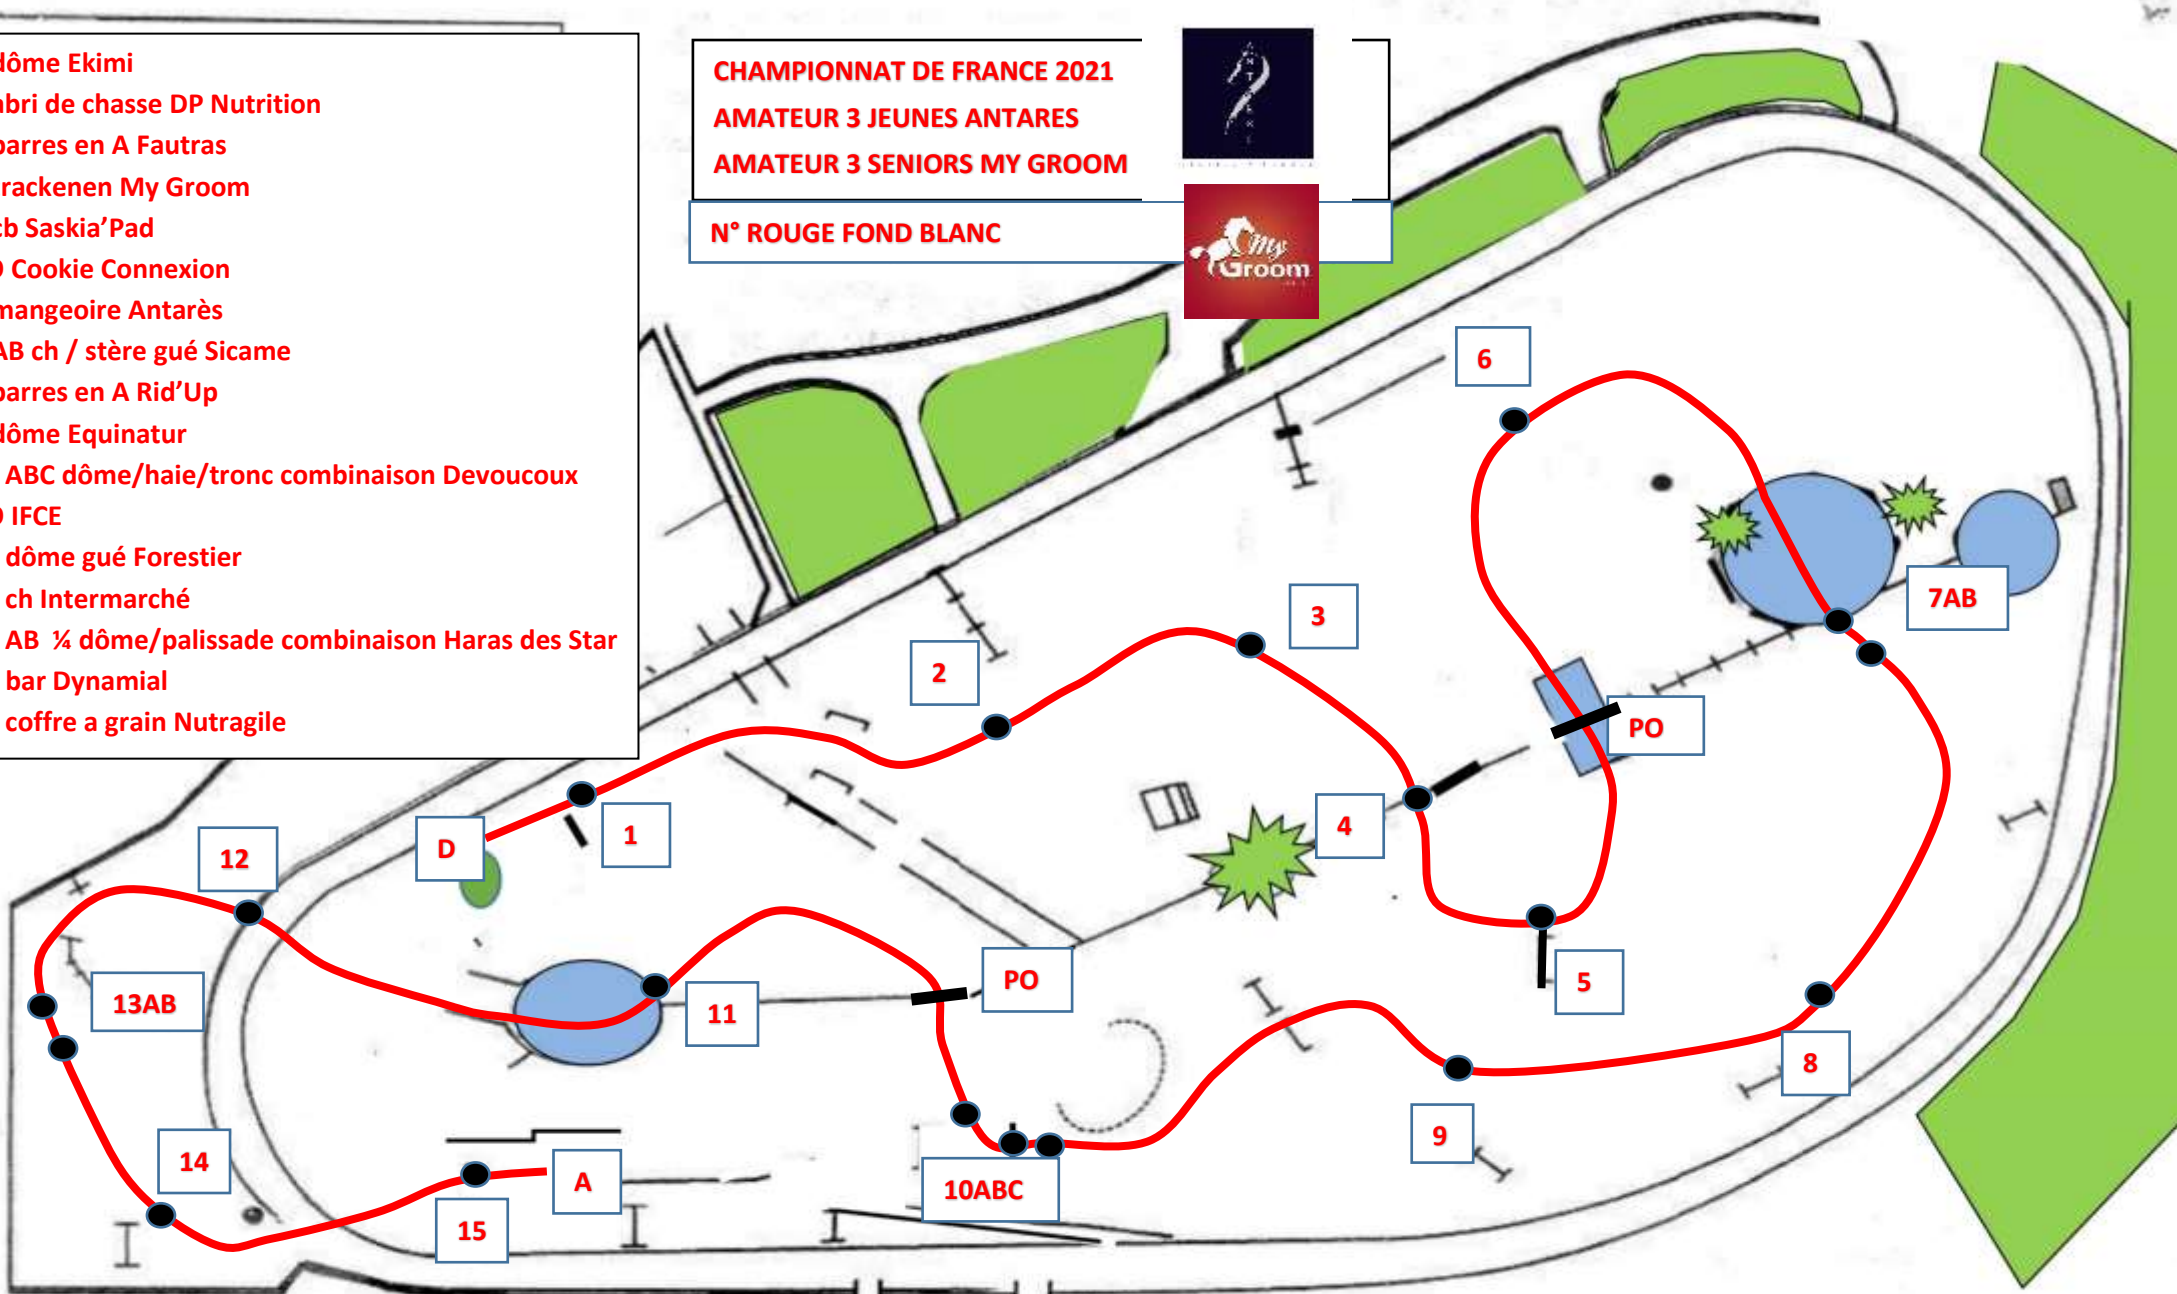 dôme Ekimi
abri de chasse DP Nutrition
barres en A Fautras
rackenen My Groom
cb Saskia’Pad
O Cookie Connexion
mangeoire Antarès
AB ch / stère gué Sicame
barres en A Rid’Up
dôme Equinatur
ABC dôme/haie/tronc combinaison Devoucoux
O IFCE
dôme gué Forestier
ch Intermarché
AB ¼ dôme/palissade combinaison Haras des Star
bar Dynamial
coffre a grain Nutragile
CHAMPIONNAT DE FRANCE 2021
AMATEUR 3 JEUNES ANTARES
AMATEUR 3 SENIORS MY GROOM
N° ROUGE FOND BLANC
My
Groom
6
7AB
3
2
PO
4
1
D
12
5
PO
13AB
11
8
9
14
A
10ABC
15